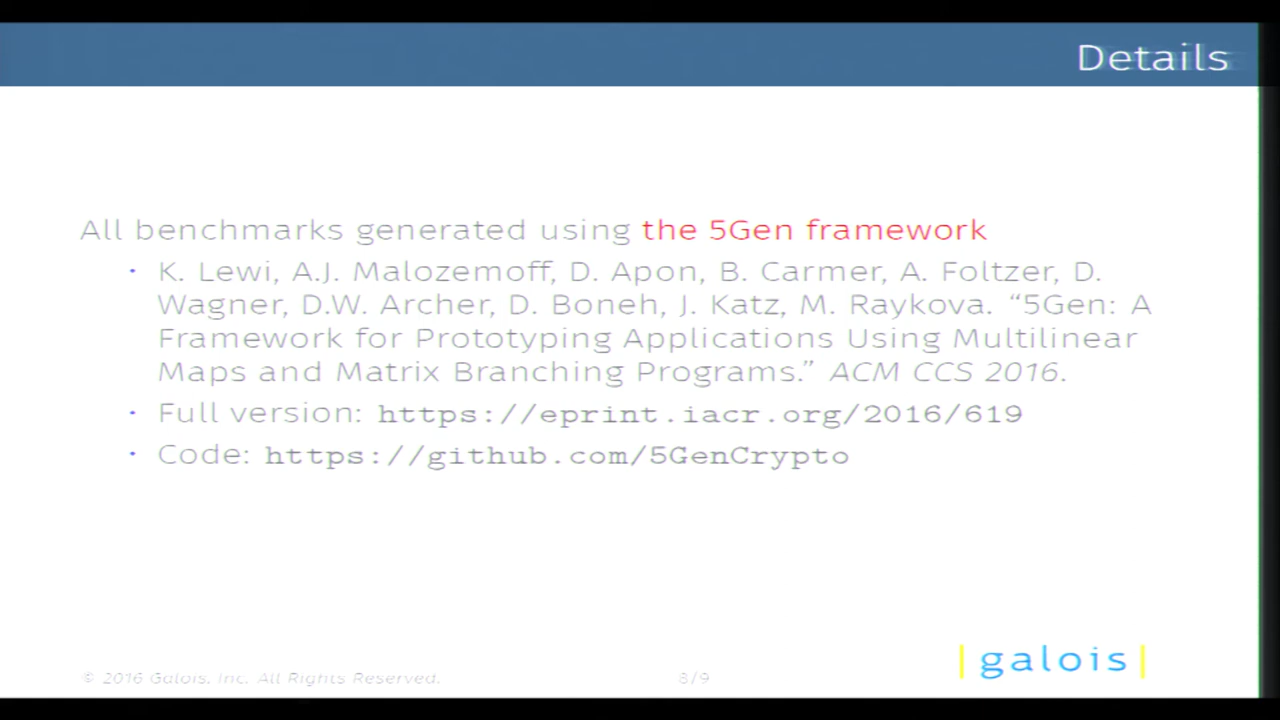 Details
All benchmarks generated using the 5Gen framework
· K. Lewi, A.J. Malozemoff, D. Apon, B. Carmer, A. Foltzer, D.
Wagner, D.W. Archer, D. Boneh, J. Katz, M. Raykova. “5Gen: A
Framework for Prototyping Applications Using Multilinear
Maps and Matrix Branching Programs.” ACM CCS 2016.
· Full version: https://eprint.iacr.org/2016/619
· Code: https://github.com/5GenCrypto
|galois|
© 2016 Galois, Inc. All Rights Reserved. 8/9